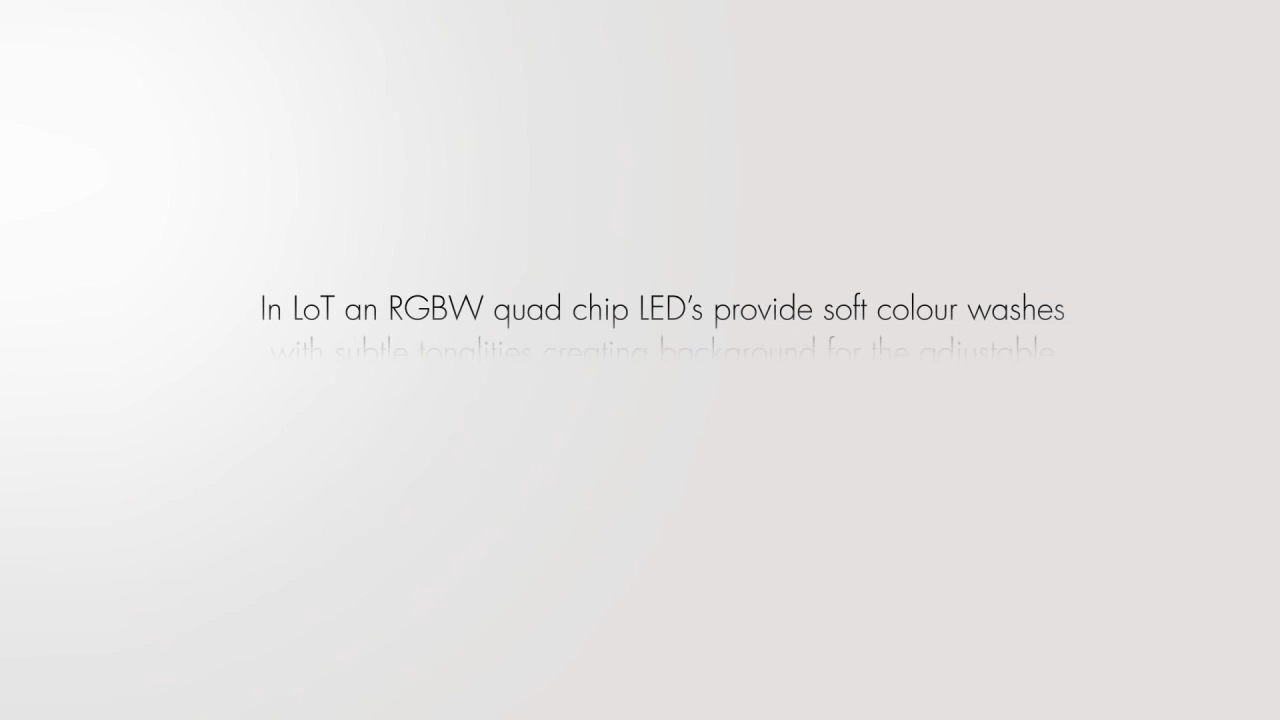 In LoT an RGBW quad chip LED’s provide soft colour washes
with subtle tonalities creating background for the adjustable